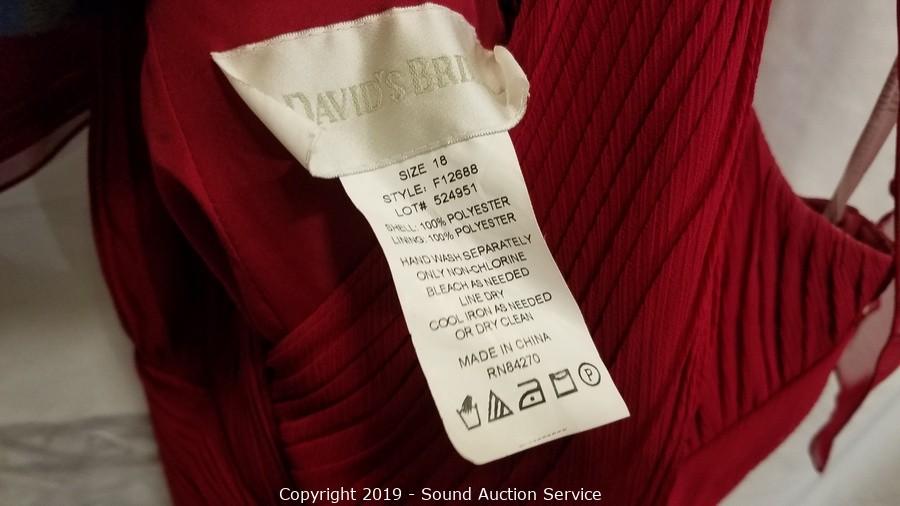 DAVID'S BRI
SIZE 18
STYLE: F12688
LOT# 524951
SHELL: 100% POLYESTER
LINING: 100% POLYESTER
HAND WASH SEPARATELY
ONLY NON-CHLORINE
BLEACH AS NEEDED
LINE DRY
COOL IRON AS NEEDED
OR DRY CLEAN
MADE IN CHINA
RN84270
P
Copyright 2019 - Sound Auction Service